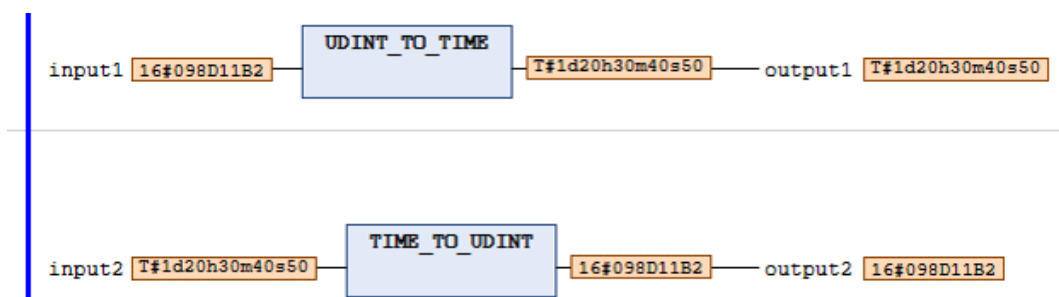 UDINT_TO_TIME
input1 16#098D11B2 T#1d20h30m40s50 output1 T#1d20h30m40s50
TIME_TO_UDINT
input2 T#1d20h30m40s50 16#098D11B2 output2 16#098D11B2